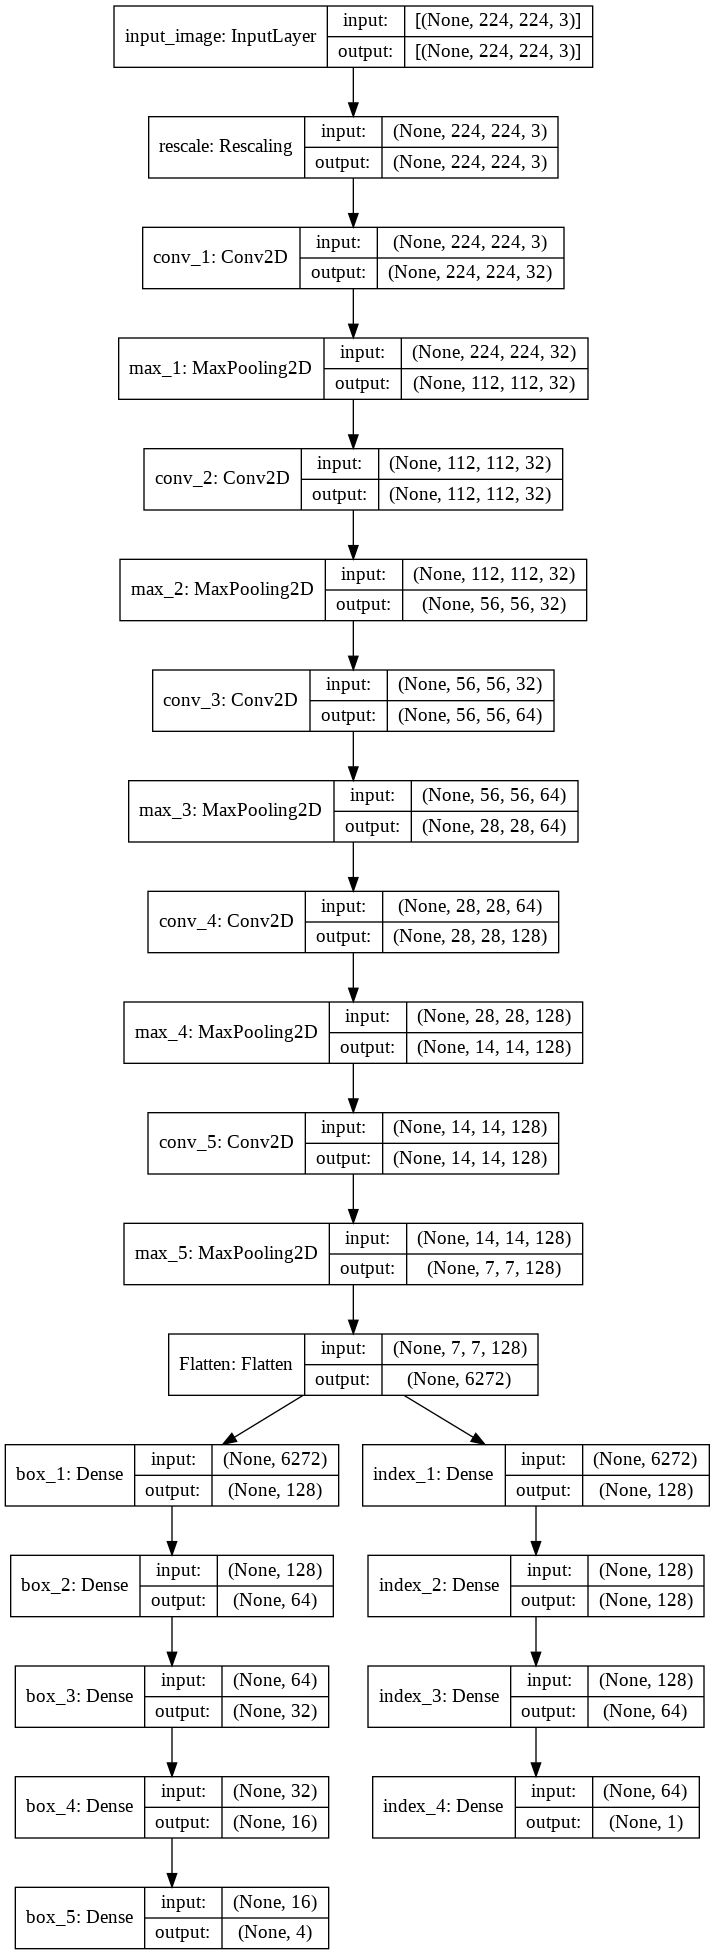 input_image: InputLayer
input: [(None, 224, 224, 3)]
output: [(None, 224, 224, 3)]
rescale: Rescaling
input: (None, 224, 224, 3)
output: (None, 224, 224, 3)
conv_1: Conv2D
input: (None, 224, 224, 3)
output: (None, 224, 224, 32)
max_1: MaxPooling2D
input: (None, 224, 224, 32)
output: (None, 112, 112, 32)
conv_2: Conv2D
input: (None, 112, 112, 32)
output: (None, 112, 112, 32)
max_2: MaxPooling2D
input: (None, 112, 112, 32)
output: (None, 56, 56, 32)
conv_3: Conv2D
input: (None, 56, 56, 32)
output: (None, 56, 56, 64)
max_3: MaxPooling2D
input: (None, 56, 56, 64)
output: (None, 28, 28, 64)
conv_4: Conv2D
input: (None, 28, 28, 64)
output: (None, 28, 28, 128)
max_4: MaxPooling2D
input: (None, 28, 28, 128)
output: (None, 14, 14, 128)
conv_5: Conv2D
input: (None, 14, 14, 128)
output: (None, 14, 14, 128)
max_5: MaxPooling2D
input: (None, 14, 14, 128)
output: (None, 7, 7, 128)
Flatten: Flatten
input: (None, 7, 7, 128)
output: (None, 6272)
box_1: Dense
input: (None, 6272)
output: (None, 128)
index_1: Dense
input: (None, 6272)
output: (None, 128)
box_2: Dense
input: (None, 128)
output: (None, 64)
index_2: Dense
input: (None, 128)
output: (None, 128)
box_3: Dense
input: (None, 64)
output: (None, 32)
index_3: Dense
input: (None, 128)
output: (None, 64)
box_4: Dense
input: (None, 32)
output: (None, 16)
index_4: Dense
input: (None, 64)
output: (None, 1)
box_5: Dense
input: (None, 16)
output: (None, 4)